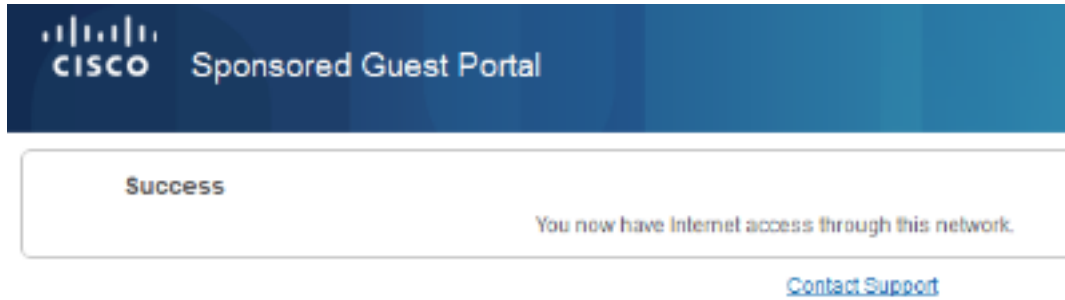 CISCO Sponsored Guest Portal
Success
You now have Internet access through this network.
Contact Support